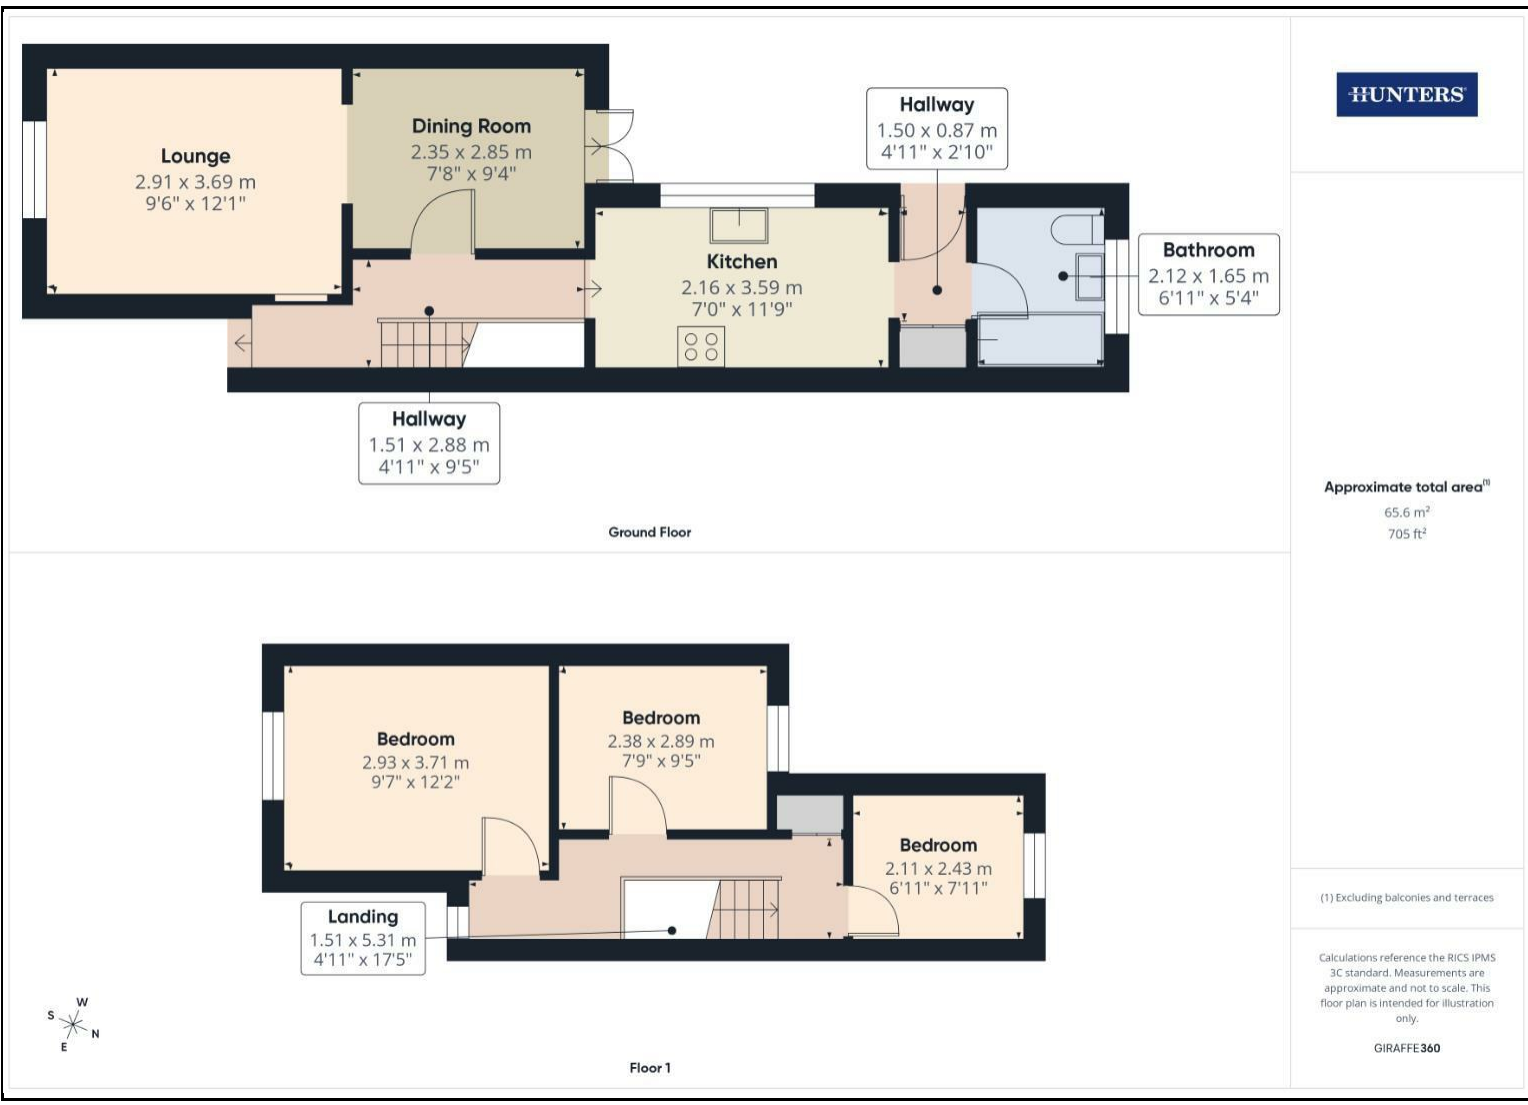 Lounge
2.91 x 3.69 m
9'6" x 12'1"
Dining Room
2.35 x 2.85 m
7'8" x 9'4"
Hallway
1.50 x 0.87 m
4'11" x 2'10"
Kitchen
2.16 x 3.59 m
7'0" x 11'9"
Bathroom
2.12 x 1.65 m
6'11" x 5'4"
Hallway
1.51 x 2.88 m
4'11" x 9'5"
Ground Floor
Bedroom
2.93 x 3.71 m
9'7" x 12'2"
Bedroom
2.38 x 2.89 m
7'9" x 9'5"
Bedroom
2.11 x 2.43 m
6'11" x 7'11"
Landing
1.51 x 5.31 m
4'11" x 17'5"
W
S
N
E
Floor 1
HUNTERS
Approximate total area(1)
65.6 m²
705 ft²
(1) Excluding balconies and terraces
Calculations reference the RICS IPMS
3C standard. Measurements are
approximate and not to scale. This
floor plan is intended for illustration
only.
GIRAFFE360